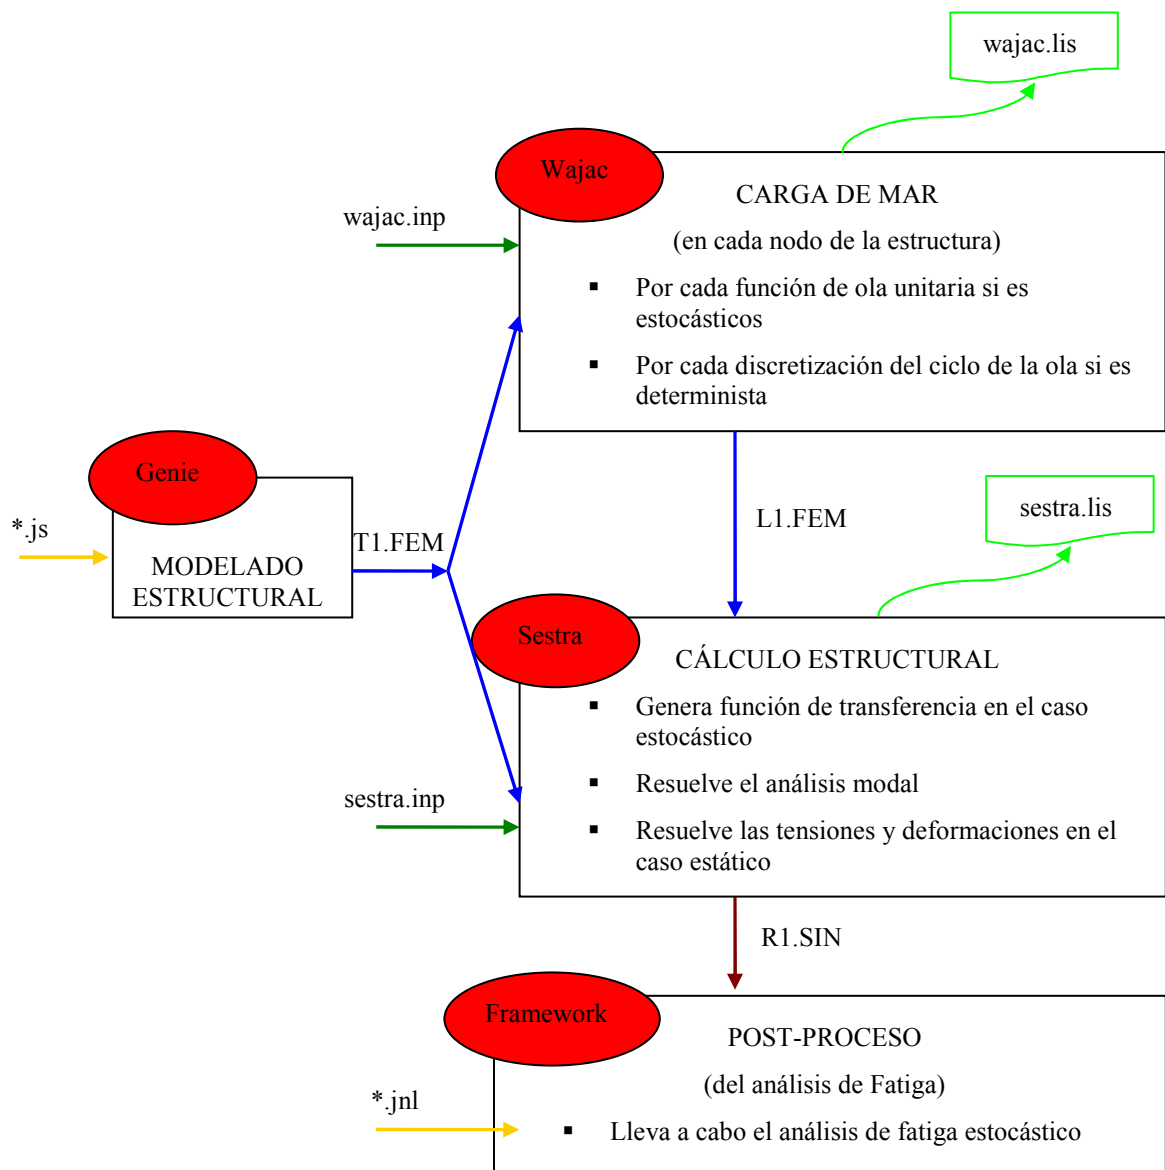 wajac.lis
Wajac
CARGA DE MAR
wajac.inp
(en cada nodo de la estructura)
▪ Por cada función de ola unitaria si es
estocásticos
▪ Por cada discretización del ciclo de la ola si es
determinista
Genie
*.js
T1.FEM
MODELADO
ESTRUCTURAL
L1.FEM
sestra.lis
Sestra
CÁLCULO ESTRUCTURAL
▪ Genera función de transferencia en el caso
estocástico
▪ Resuelve el análisis modal
sestra.inp
▪ Resuelve las tensiones y deformaciones en el
caso estático
R1.SIN
Framework
POST-PROCESO
(del análisis de Fatiga)
*.jnl
▪ Lleva a cabo el análisis de fatiga estocástico